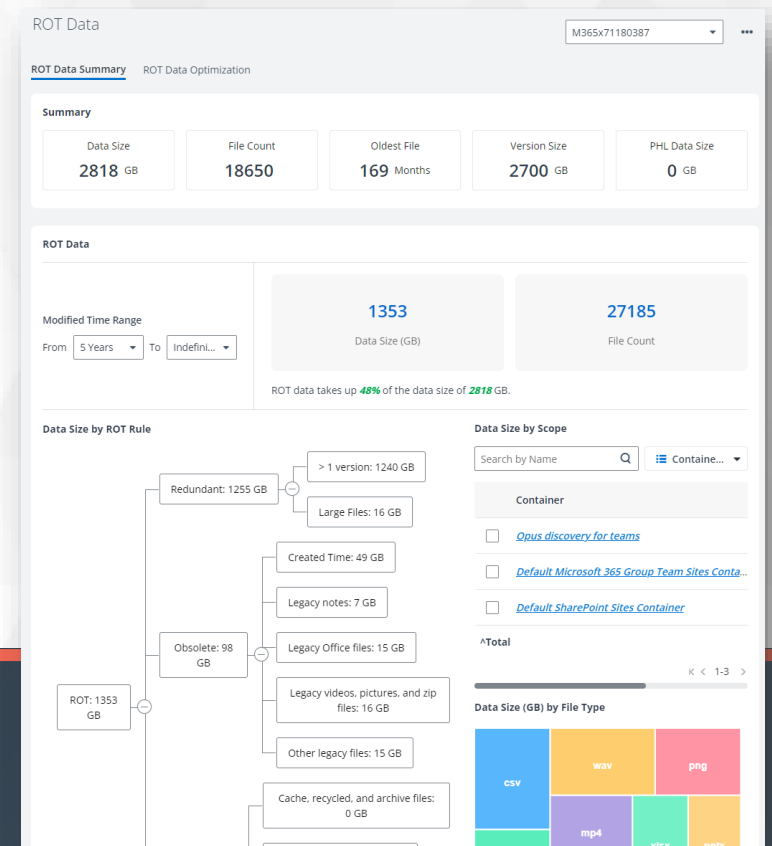 ROT Data
M365x71180387
ROT Data Summary
ROT Data Optimization
Summary
Data Size
2818 GB
File Count
18650
Oldest File
169 Months
Version Size
2700 GB
PHL Data Size
0 GB
ROT Data
Modified Time Range
From 5 Years To Indefini...
1353
Data Size (GB)
27185
File Count
ROT data takes up 48% of the data size of 2818 GB.
Data Size by ROT Rule
ROT: 1353
GB
Redundant: 1255 GB
> 1 version: 1240 GB
Large Files: 16 GB
Obsolete: 98
GB
Created Time: 49 GB
Legacy notes: 7 GB
Legacy Office files: 15 GB
Legacy videos, pictures, and zip
files: 16 GB
Other legacy files: 15 GB
Cache, recycled, and archive files:
0 GB
Data Size by Scope
Search by Name
Containe...
Container
Opus discovery for teams
Default Microsoft 365 Group Team Sites Conta...
Default SharePoint Sites Container
^Total
1-3
Data Size (GB) by File Type
csv
wav
png
mp4